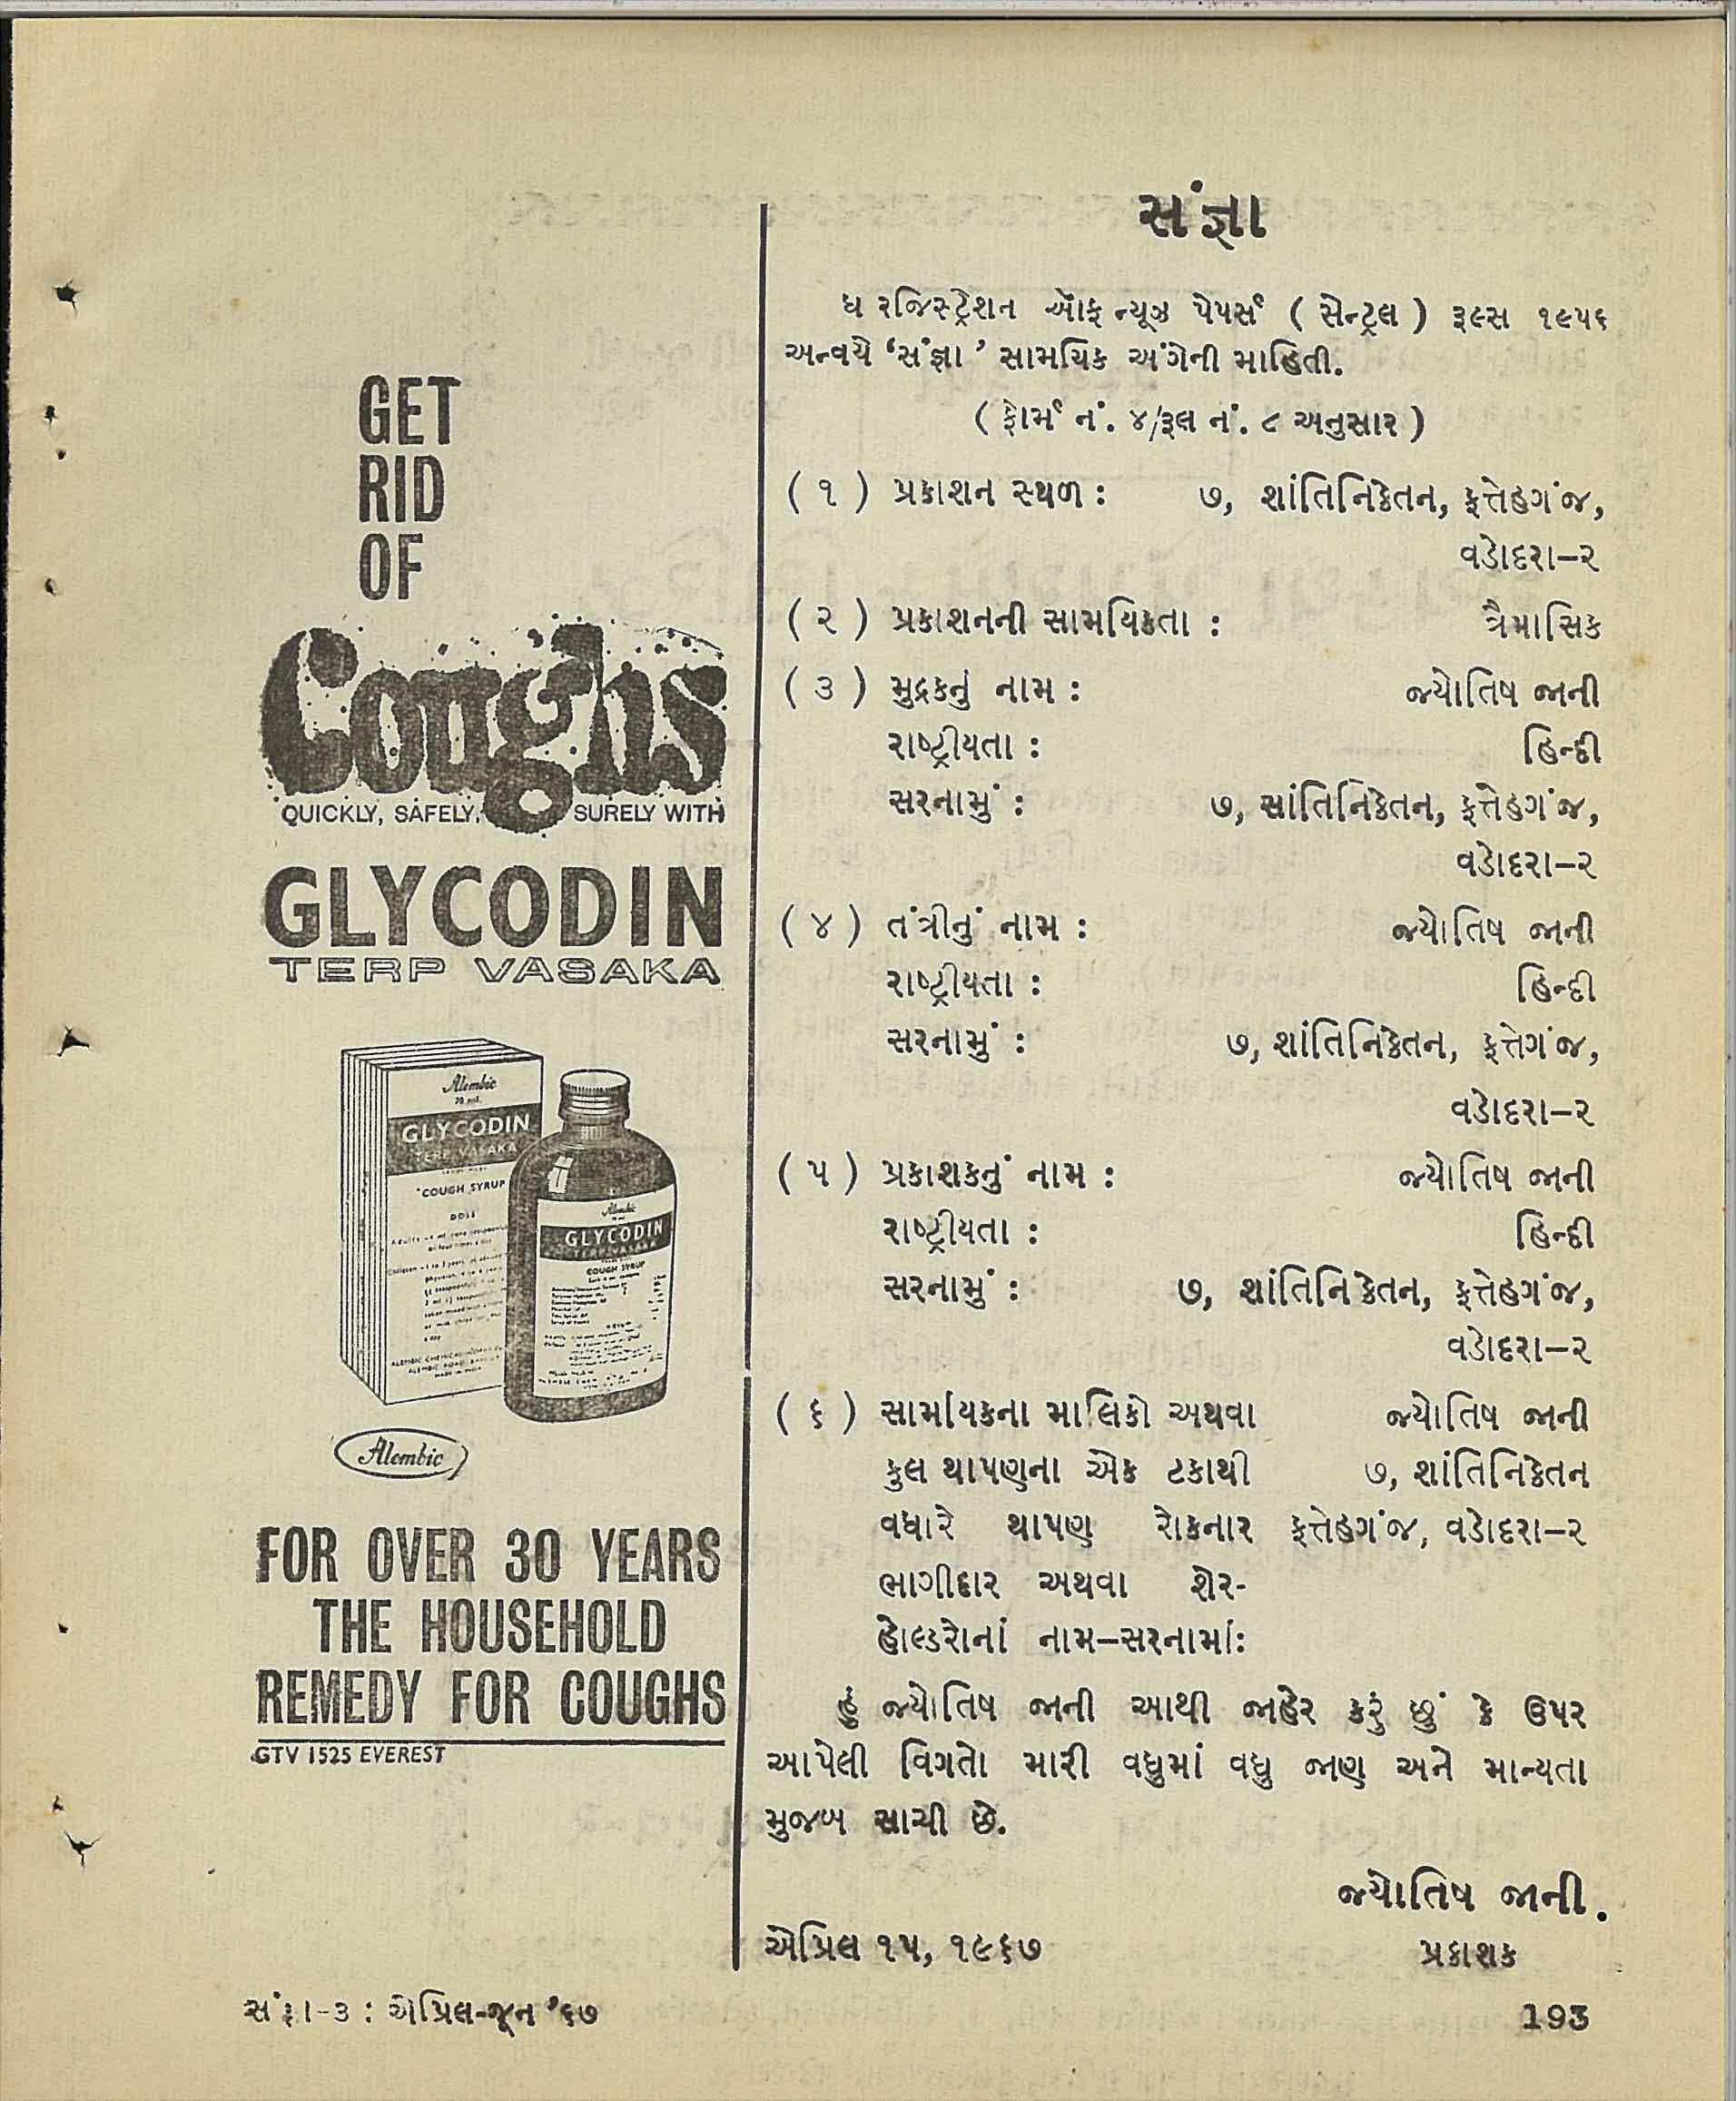 GET
RID
OF
Coughs
QUICKLY, SAFELY, SURELY WITH
GLYCODIN
TERP VASAKA
Alembic
70 ml.
GLYCODIN
TERP VASAKA
COUGH SYRUP
DOSE
Alembic
GLYCODIN
TERP VASAKA
COUGH SYRUP
Alembic
FOR OVER 30 YEARS
THE HOUSEHOLD
REMEDY FOR COUGHS
GTV 1525 EVEREST
સંજ્ઞા
ધ રજિસ્ટ્રેશન ઑફ ન્યૂઝ પેપર્સ ( સેન્ટ્રલ ) રૂલ્સ ૧૯૫૬
અન્વયે ‘સંજ્ઞા ’ સામયિક અંગેની માહિતી.
( ફોર્મ નં. ૪/રૂલ નં. ૮ અનુસાર )
( ૧ ) પ્રકાશન સ્થળ : ૭, શાંતિનિકેતન, ફત્તેહગંજ,
વડોદરા–૨
( ૨ ) પ્રકાશનની સામયિકતા : ત્રૈમાસિક
( ૩ ) મુદ્રકનું નામ : જ્યોતિષ જાની
રાષ્ટ્રીયતા : હિન્દી
સરનામું : ૭, સાંતિનિકેતન, ફત્તેહગંજ,
વડોદરા–૨
( ૪ ) તંત્રીનું નામ : જ્યોતિષ જાની
રાષ્ટ્રીયતા : હિન્દી
સરનામું : ૭, શાંતિનિકેતન, ફત્તેગંજ,
વડોદરા–૨
( ૫ ) પ્રકાશકનું નામ : જ્યોતિષ જાની
રાષ્ટ્રીયતા : હિન્દી
સરનામું : ૭, શાંતિનિકેતન, ફત્તેહગંજ,
વડોદરા–૨
( ૬ ) સામયિકના માલિકો અથવા જ્યોતિષ જાની
કુલ થાપણના એક ટકાથી ૭, શાંતિનિકેતન
વધારે થાપણ રોકનાર ફત્તેહગંજ, વડોદરા–૨
ભાગીદાર અથવા શેર-
હોલ્ડરોનાં નામ–સરનામાં:
હું જ્યોતિષ જાની આથી જાહેર કરું છું કે ઉપર
આપેલી વિગતો મારી વધુમાં વધુ જાણ અને માન્યતા
મુજબ સાચી છે.
જ્યોતિષ જાની.
એપ્રિલ ૧૫, ૧૯૬૭ પ્રકાશક
સંજ્ઞા-૩ : એપ્રિલ-જૂન ’૬૭ 193